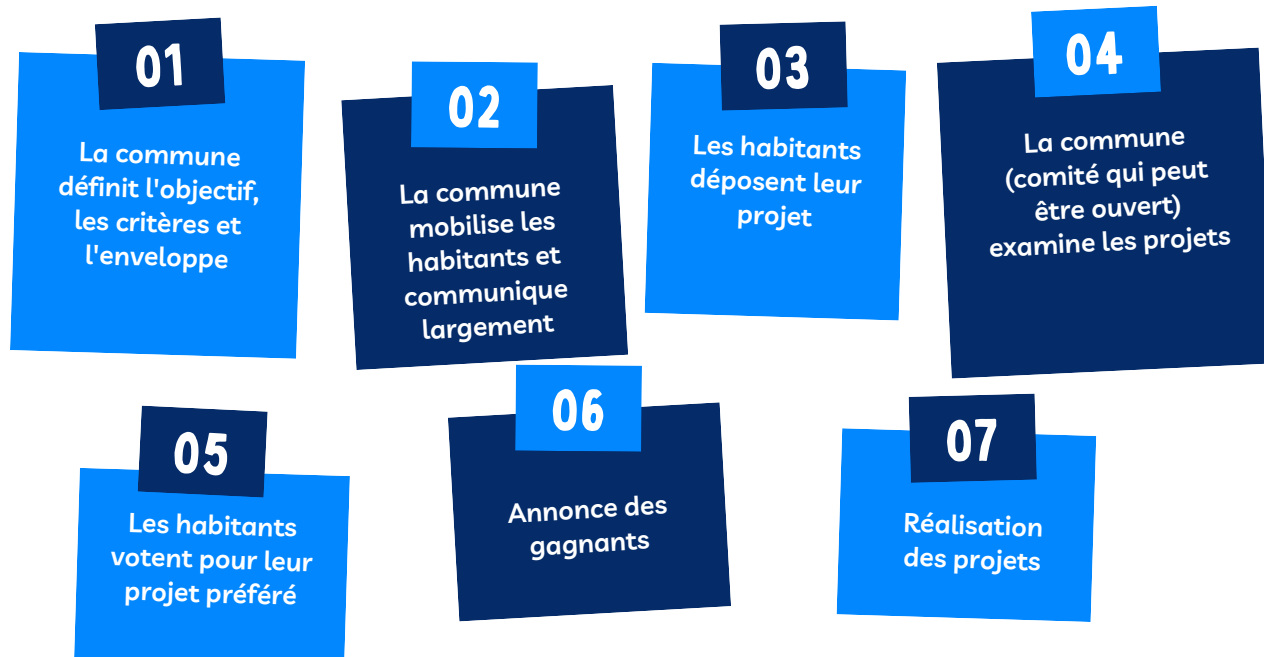 01
La commune
définit l'objectif,
les critères et
l'enveloppe
02
La commune
mobilise les
habitants et
communique
largement
03
Les habitants
déposent leur
projet
04
La commune
(comité qui peut
être ouvert)
examine les projets
05
Les habitants
votent pour leur
projet préféré
06
Annonce des
gagnants
07
Réalisation
des projets